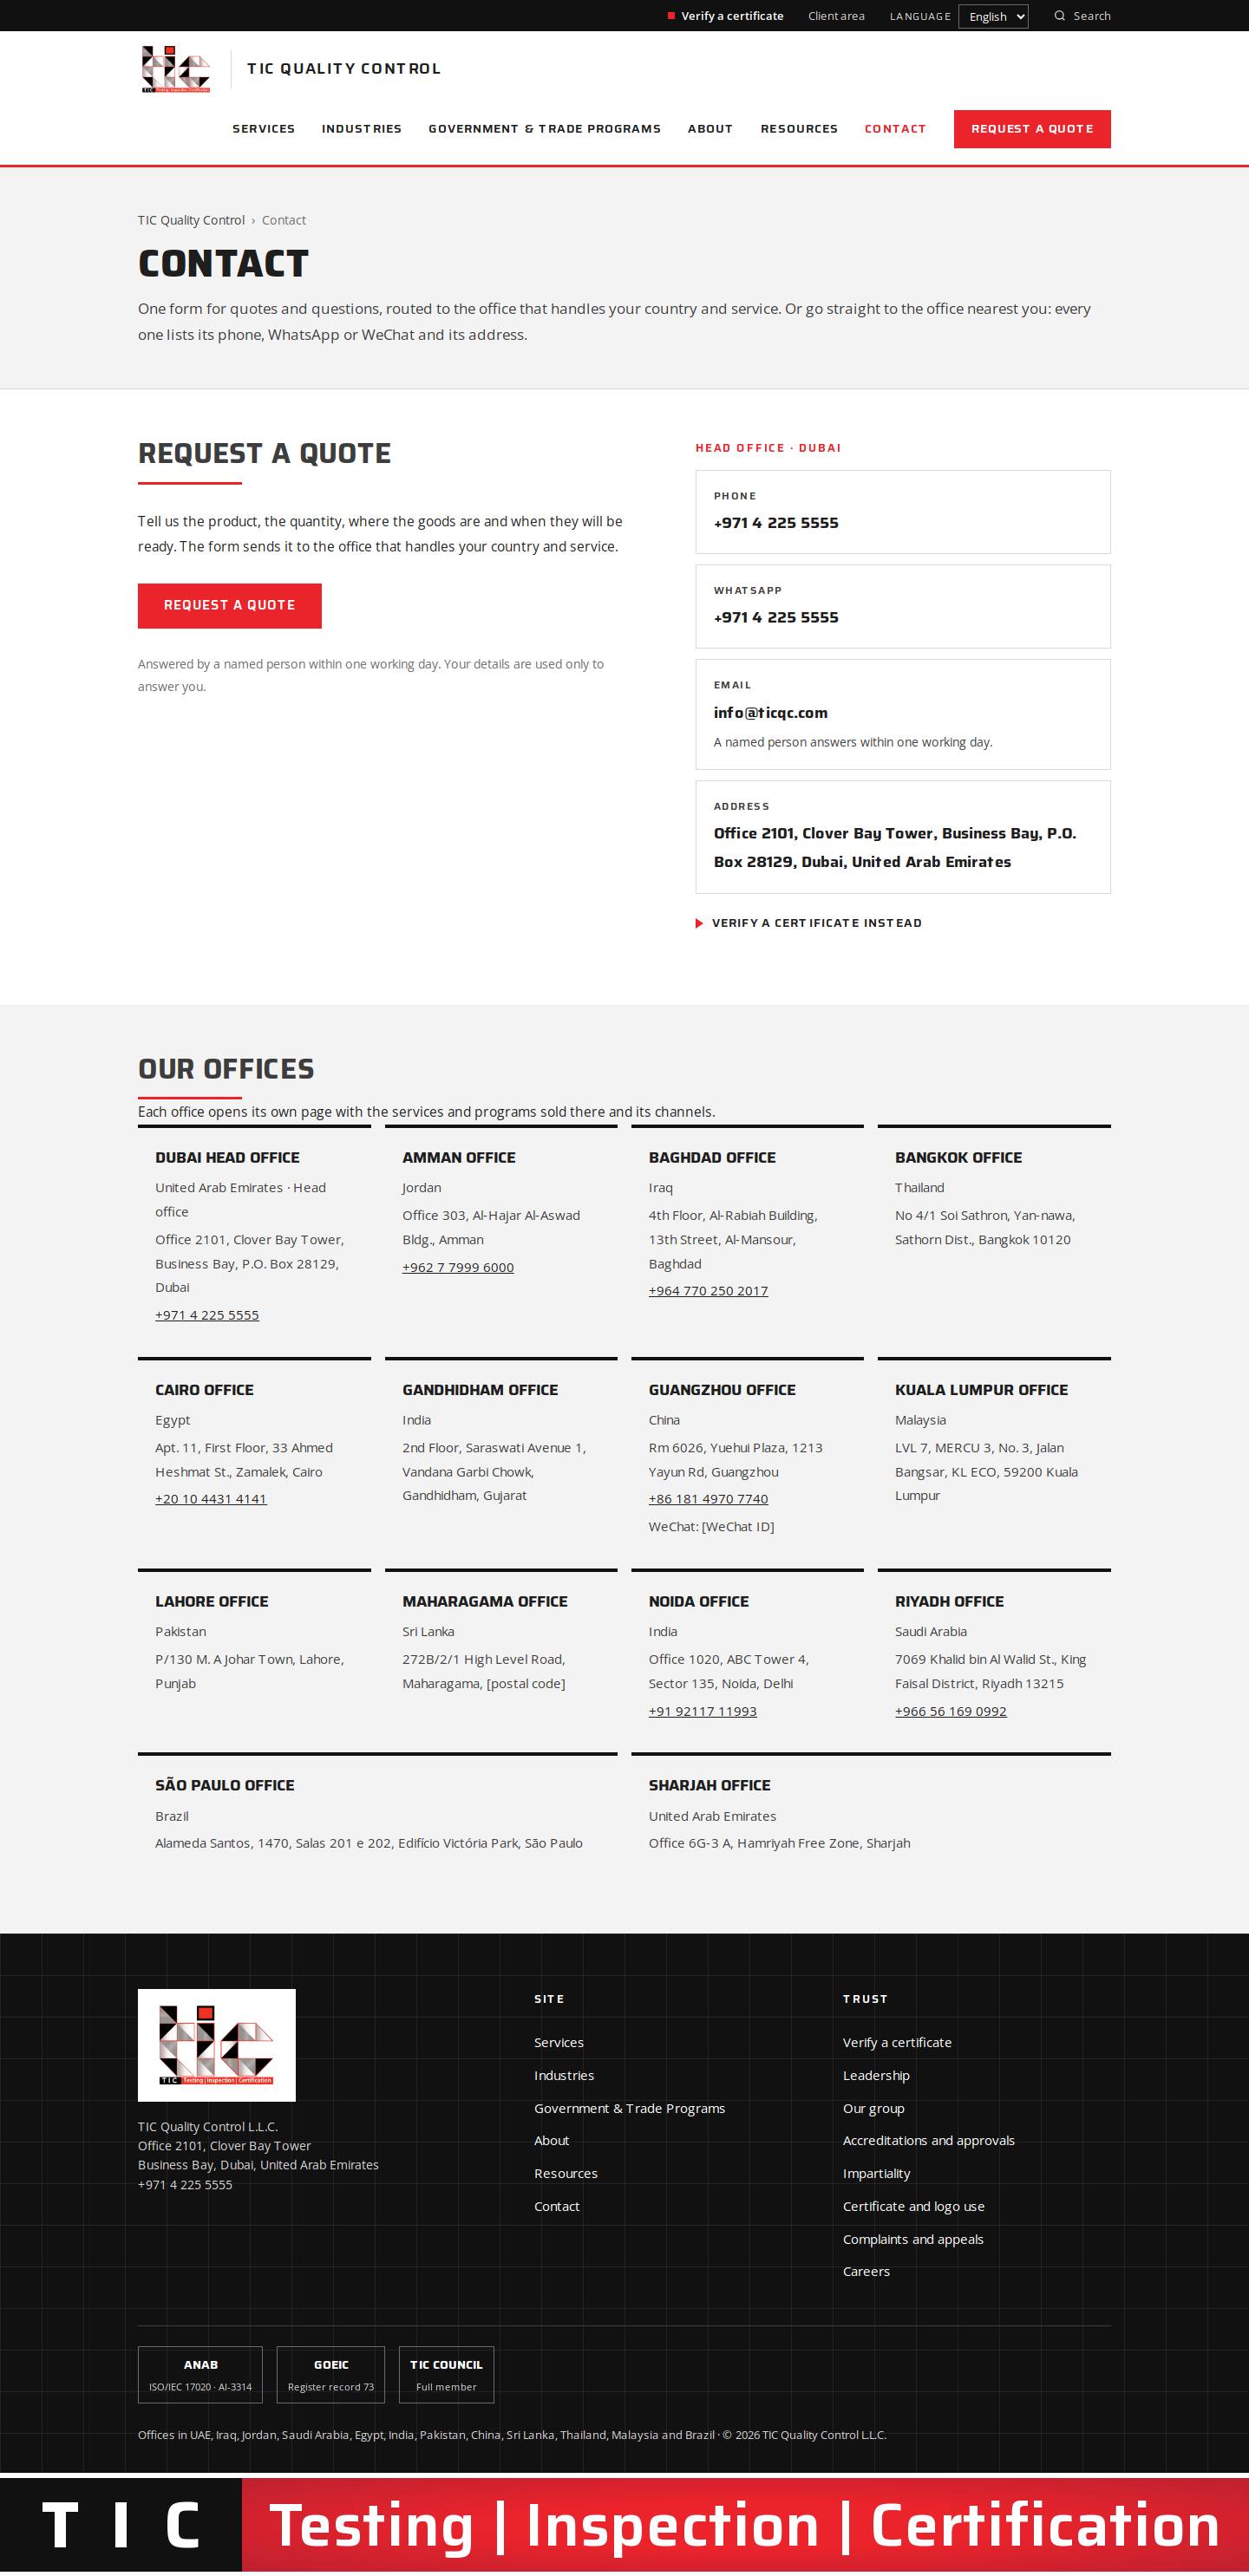 Verify a certificate
Client area
LANGUAGE
English
Search
tic
TIC Testing | Inspection | Certification
TIC QUALITY CONTROL
SERVICES
INDUSTRIES
GOVERNMENT & TRADE PROGRAMS
ABOUT
RESOURCES
CONTACT
REQUEST A QUOTE
TIC Quality Control › Contact
CONTACT
One form for quotes and questions, routed to the office that handles your country and service. Or go straight to the office nearest you: every
one lists its phone, WhatsApp or WeChat and its address.
REQUEST A QUOTE
Tell us the product, the quantity, where the goods are and when they will be
ready. The form sends it to the office that handles your country and service.
REQUEST A QUOTE
Answered by a named person within one working day. Your details are used only to
answer you.
HEAD OFFICE · DUBAI
PHONE
+971 4 225 5555
WHATSAPP
+971 4 225 5555
EMAIL
info@ticqc.com
A named person answers within one working day.
ADDRESS
Office 2101, Clover Bay Tower, Business Bay, P.O.
Box 28129, Dubai, United Arab Emirates
VERIFY A CERTIFICATE INSTEAD
OUR OFFICES
Each office opens its own page with the services and programs sold there and its channels.
DUBAI HEAD OFFICE
United Arab Emirates · Head
office
Office 2101, Clover Bay Tower,
Business Bay, P.O. Box 28129,
Dubai
+971 4 225 5555
AMMAN OFFICE
Jordan
Office 303, Al-Hajar Al-Aswad
Bldg., Amman
+962 7 7999 6000
BAGHDAD OFFICE
Iraq
4th Floor, Al-Rabiah Building,
13th Street, Al-Mansour,
Baghdad
+964 770 250 2017
BANGKOK OFFICE
Thailand
No 4/1 Soi Sathron, Yan-nawa,
Sathorn Dist., Bangkok 10120
CAIRO OFFICE
Egypt
Apt. 11, First Floor, 33 Ahmed
Heshmat St., Zamalek, Cairo
+20 10 4431 4141
GANDHIDHAM OFFICE
India
2nd Floor, Saraswati Avenue 1,
Vandana Garbi Chowk,
Gandhidham, Gujarat
GUANGZHOU OFFICE
China
Rm 6026, Yuehui Plaza, 1213
Yayun Rd, Guangzhou
+86 181 4970 7740
WeChat: [WeChat ID]
KUALA LUMPUR OFFICE
Malaysia
LVL 7, MERCU 3, No. 3, Jalan
Bangsar, KL ECO, 59200 Kuala
Lumpur
LAHORE OFFICE
Pakistan
P/130 M. A Johar Town, Lahore,
Punjab
MAHARAGAMA OFFICE
Sri Lanka
272B/2/1 High Level Road,
Maharagama, [postal code]
NOIDA OFFICE
India
Office 1020, ABC Tower 4,
Sector 135, Noida, Delhi
+91 92117 11993
RIYADH OFFICE
Saudi Arabia
7069 Khalid bin Al Walid St., King
Faisal District, Riyadh 13215
+966 56 169 0992
SÃO PAULO OFFICE
Brazil
Alameda Santos, 1470, Salas 201 e 202, Edifício Victória Park, São Paulo
SHARJAH OFFICE
United Arab Emirates
Office 6G-3 A, Hamriyah Free Zone, Sharjah
tic
TIC Testing | Inspection | Certification
TIC Quality Control L.L.C.
Office 2101, Clover Bay Tower
Business Bay, Dubai, United Arab Emirates
+971 4 225 5555
SITE
Services
Industries
Government & Trade Programs
About
Resources
Contact
TRUST
Verify a certificate
Leadership
Our group
Accreditations and approvals
Impartiality
Certificate and logo use
Complaints and appeals
Careers
ANAB
ISO/IEC 17020 · AI-3314
GOEIC
Register record 73
TIC COUNCIL
Full member
Offices in UAE, Iraq, Jordan, Saudi Arabia, Egypt, India, Pakistan, China, Sri Lanka, Thailand, Malaysia and Brazil · © 2026 TIC Quality Control L.L.C.
TIC Testing | Inspection | Certification